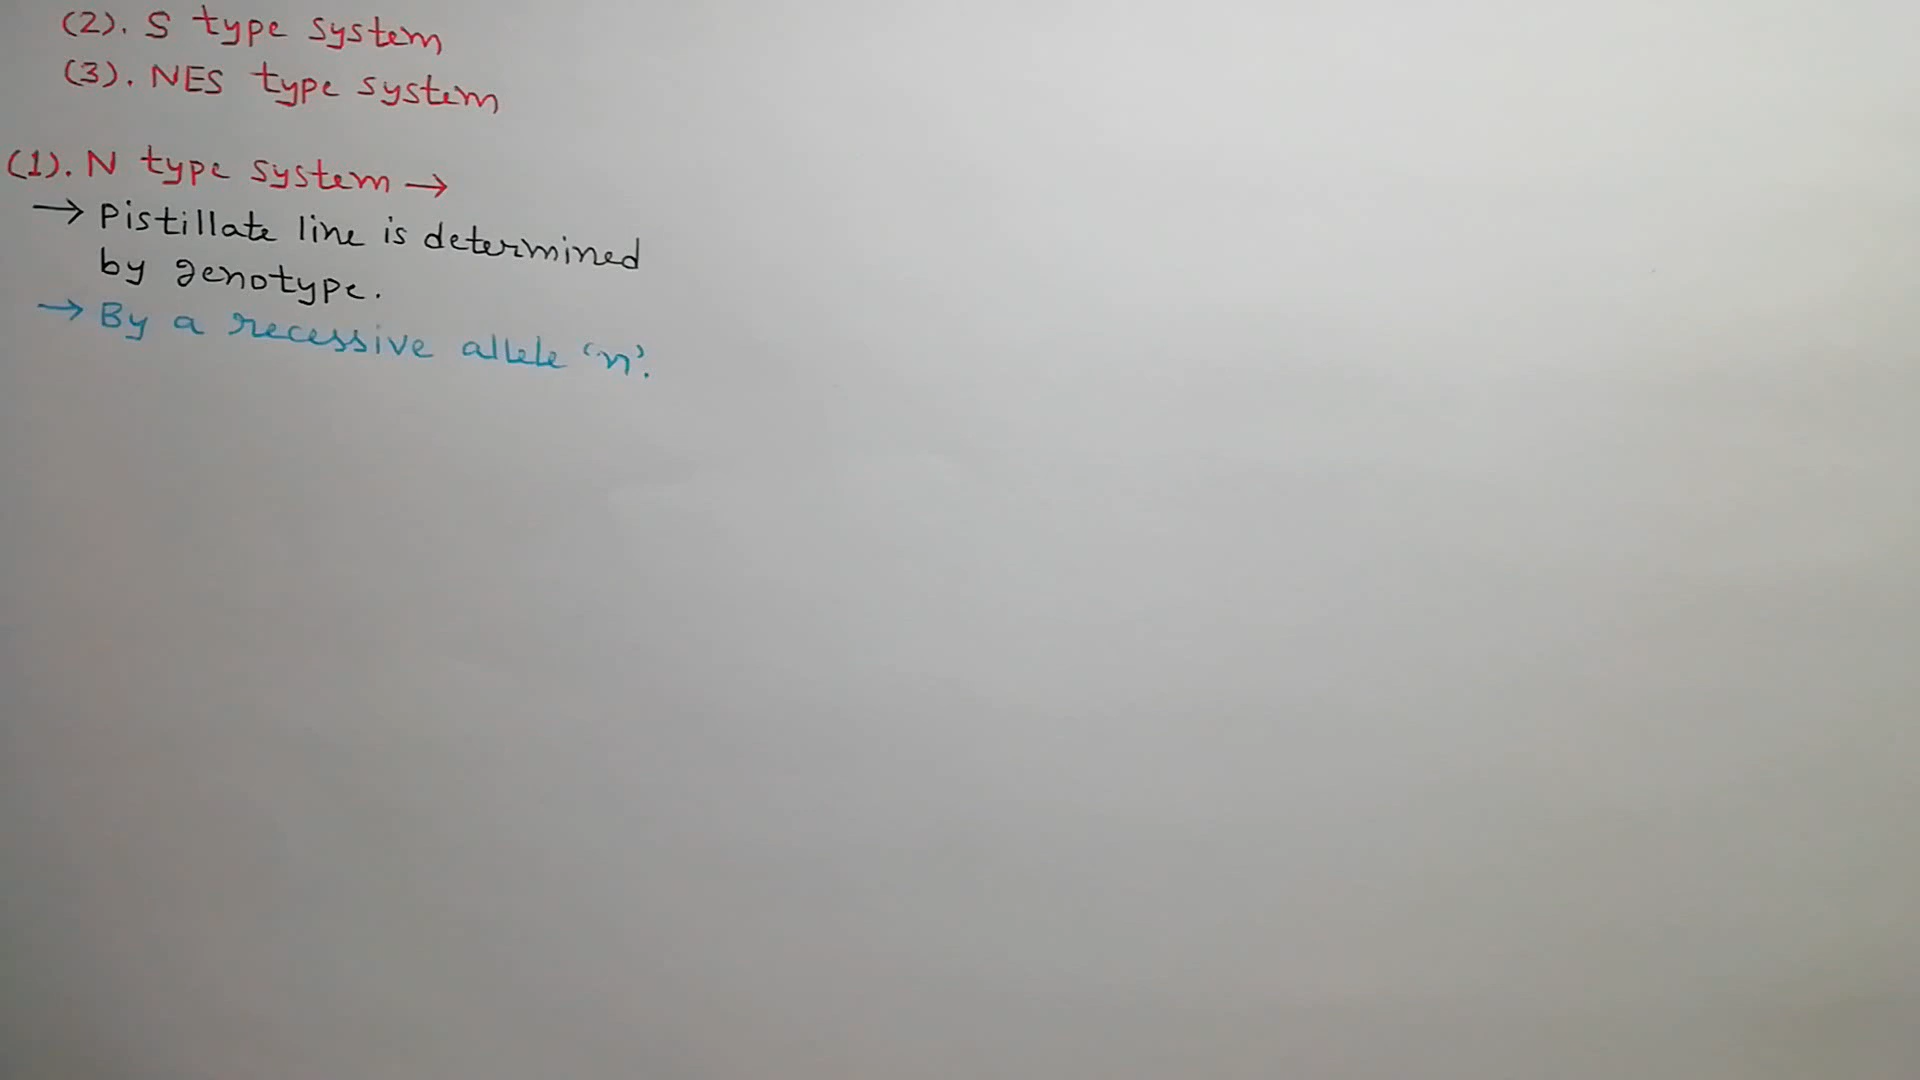 (2). S type system
(3). NES type system
(1). N type system →
→ Pistillate line is determined
by genotype.
→ By a recessive allele 'n'.